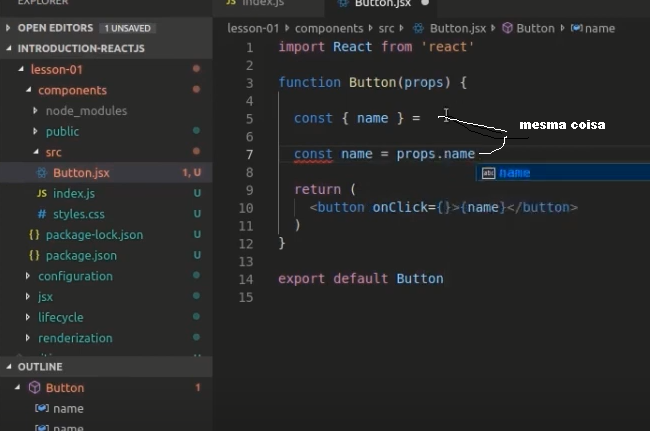 EXPLORER
OPEN EDITORS 1 UNSAVED
INTRODUCTION-REACTJS
lesson-01
components
node_modules
public
src
Button.jsx 1, U
index.js U
styles.css U
package-lock.json U
package.json U
configuration
jsx
lifecycle
renderization
OUTLINE
Button 1
name
name
index.js
Button.jsx
lesson-01 › components › src › Button.jsx › Button › name
1 import React from 'react'
2
3 function Button(props) {
4
5 const { name } =
6
7 const name = props.name
8
9 return (
10 <button onClick={}>{name}</button>
11 )
12 }
13
14 export default Button
15
mesma coisa
abc name